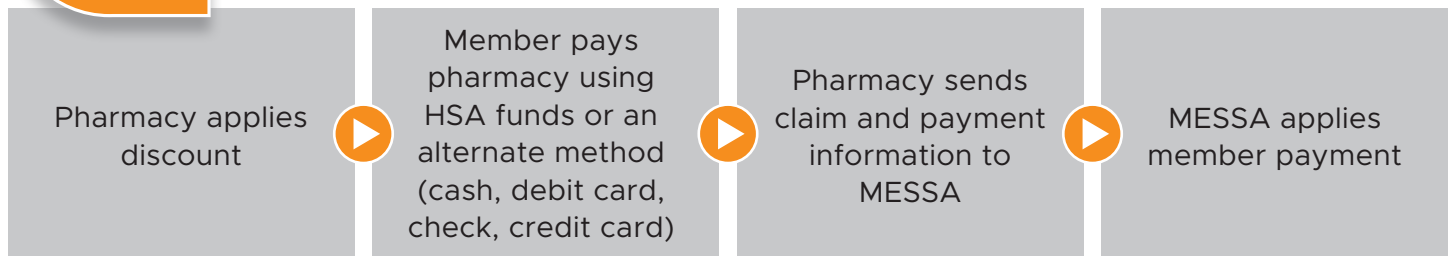 Pharmacy applies
discount
Member pays
pharmacy using
HSA funds or an
alternate method
(cash, debit card,
check, credit card)
Pharmacy sends
claim and payment
information to
MESSA
MESSA applies
member payment